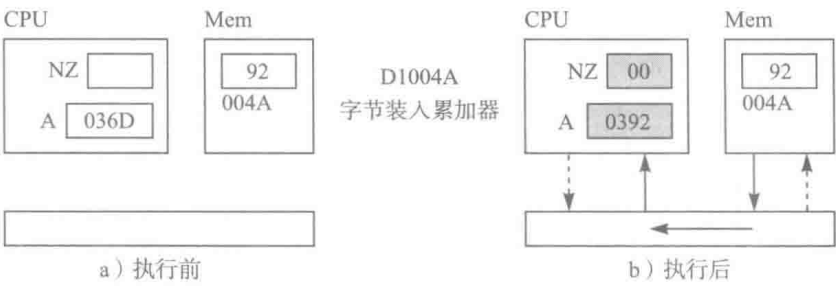 CPU
Mem
NZ
92
004A
A 036D
a）执行前
D1004A
字节装入累加器
CPU
Mem
NZ 00
92
004A
A 0392
b）执行后